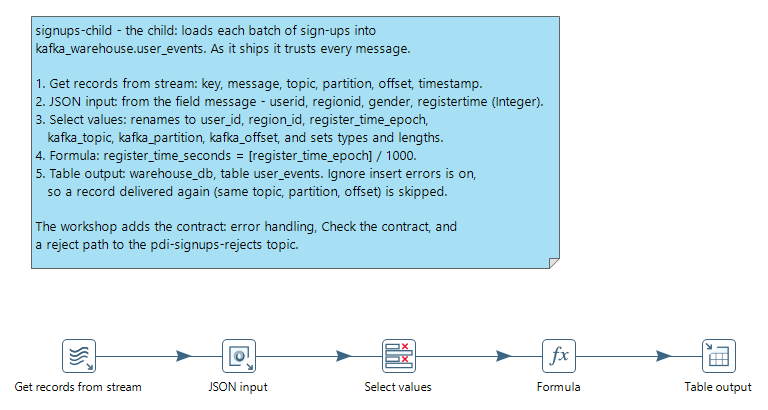 signups-child - the child: loads each batch of sign-ups into
kafka_warehouse.user_events. As it ships it trusts every message.
1. Get records from stream: key, message, topic, partition, offset, timestamp.
2. JSON input: from the field message - userid, regionid, gender, registertime (Integer).
3. Select values: renames to user_id, region_id, register_time_epoch,
kafka_topic, kafka_partition, kafka_offset, and sets types and lengths.
4. Formula: register_time_seconds = [register_time_epoch] / 1000.
5. Table output: warehouse_db, table user_events. Ignore insert errors is on,
so a record delivered again (same topic, partition, offset) is skipped.
The workshop adds the contract: error handling, Check the contract, and
a reject path to the pdi-signups-rejects topic.
fx
Get records from stream
JSON input
Select values
Formula
Table output